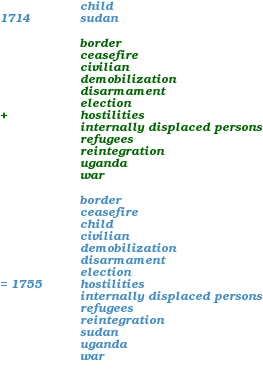 child
1714 sudan
border
ceasefire
civilian
demobilization
disarmament
election
+ hostilities
internally displaced persons
refugees
reintegration
uganda
war
border
ceasefire
child
civilian
demobilization
disarmament
election
= 1755 hostilities
internally displaced persons
refugees
reintegration
sudan
uganda
war